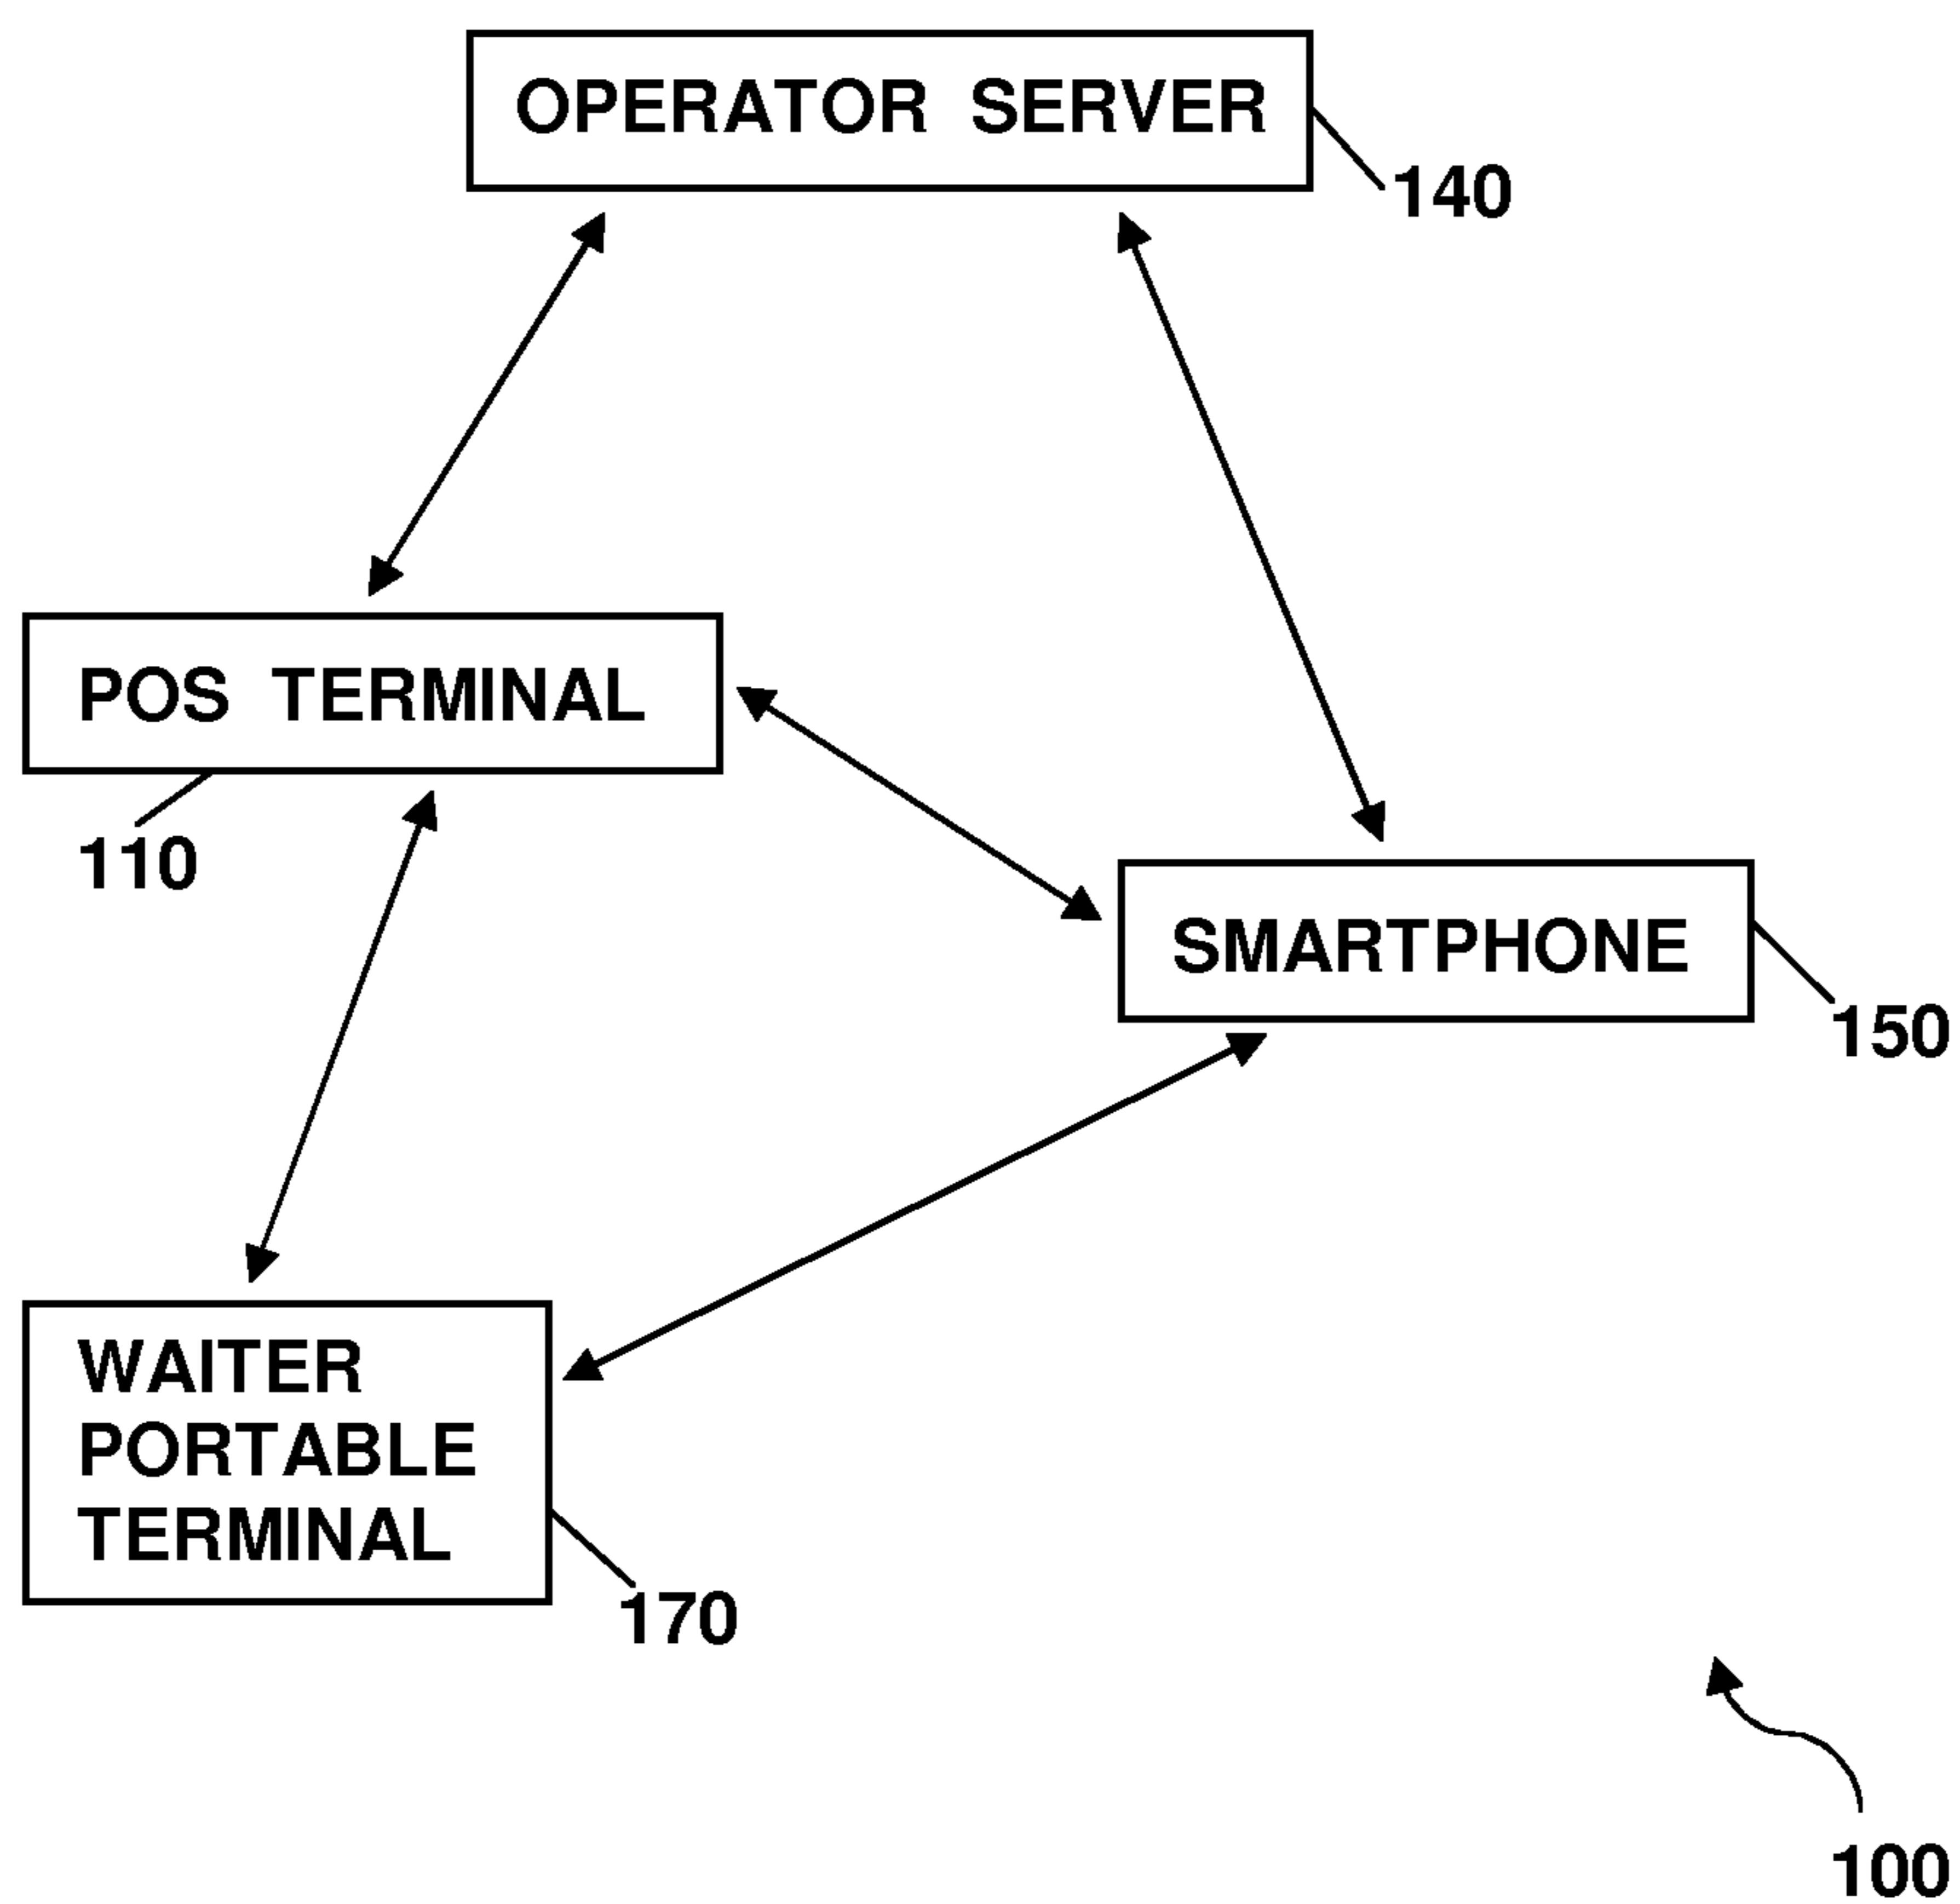 OPERATOR SERVER
140
POS TERMINAL
110
SMARTPHONE
150
WAITER
PORTABLE
TERMINAL
170
100